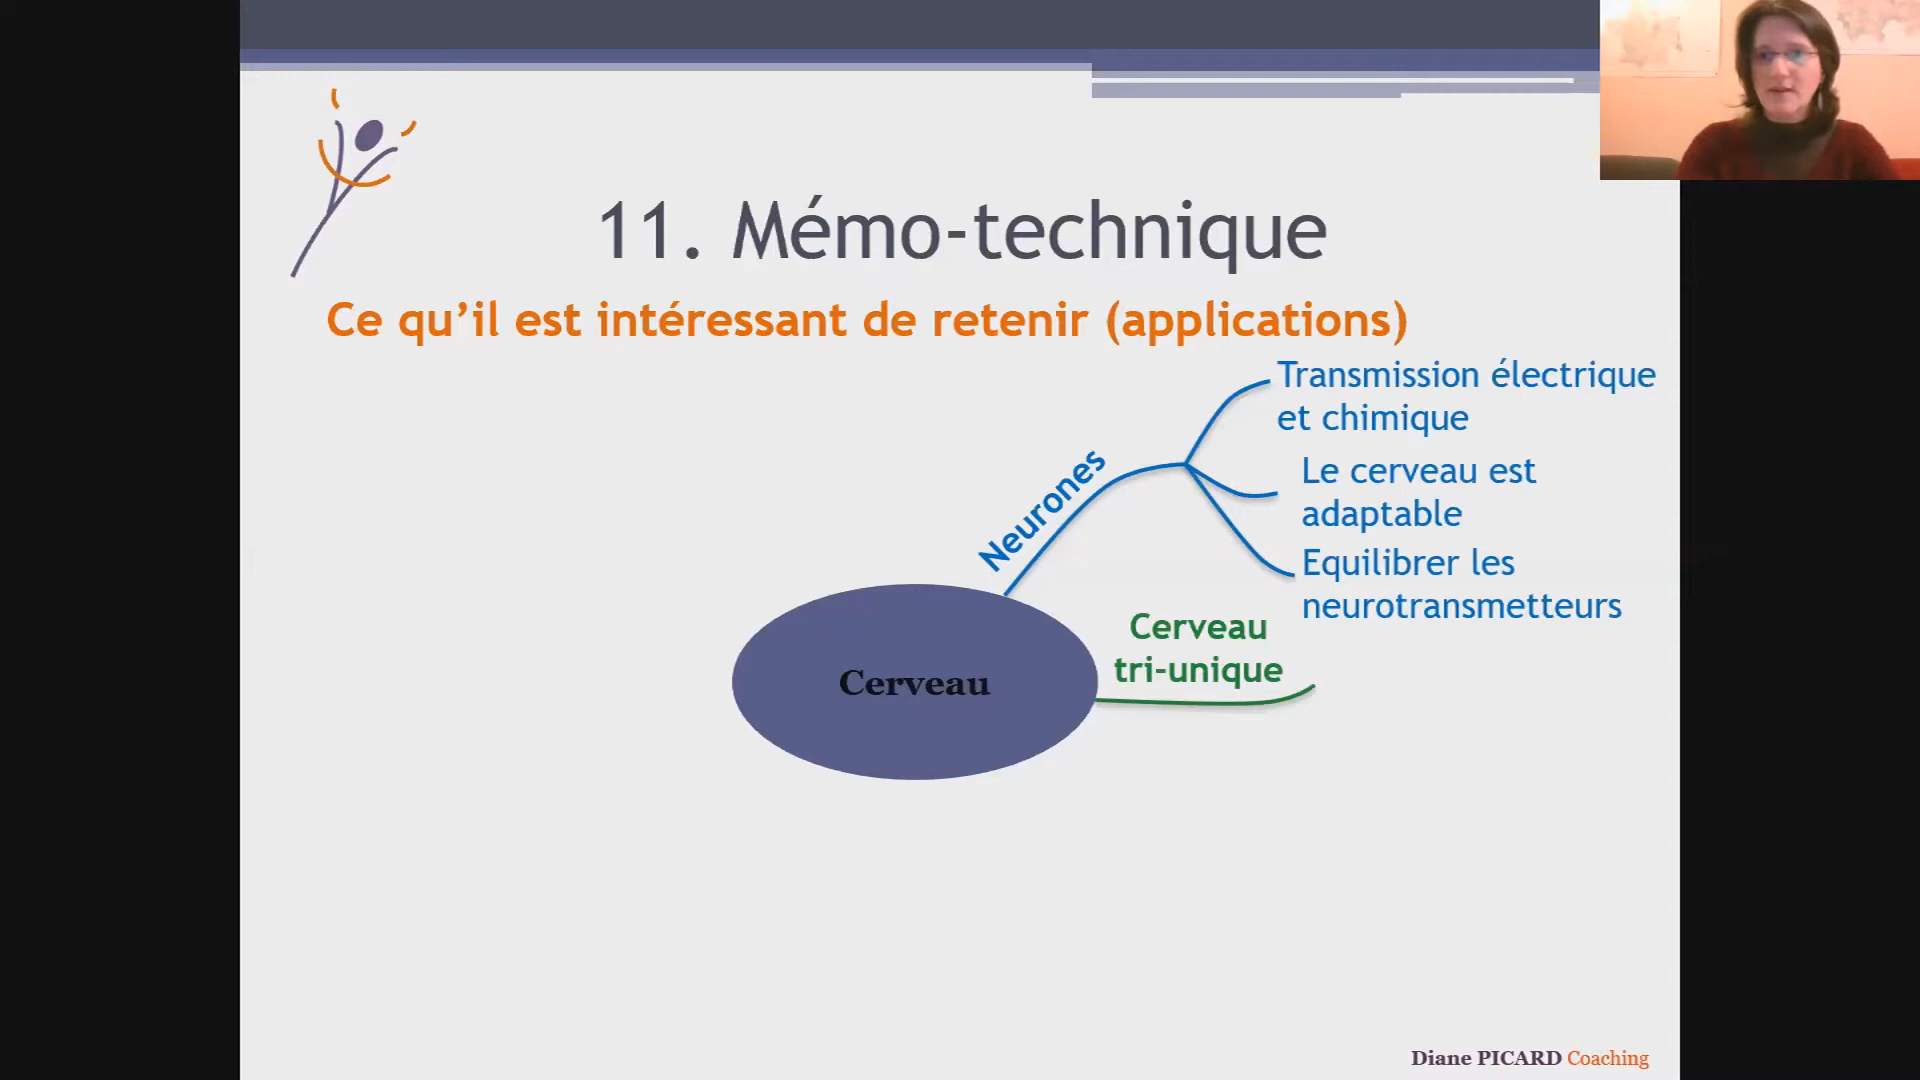 11. Mémo-technique
Ce qu’il est intéressant de retenir (applications)
Transmission électrique
et chimique
Neurones
Le cerveau est
adaptable
Equilibrer les
neurotransmetteurs
Cerveau
tri-unique
Cerveau
Diane PICARD Coaching